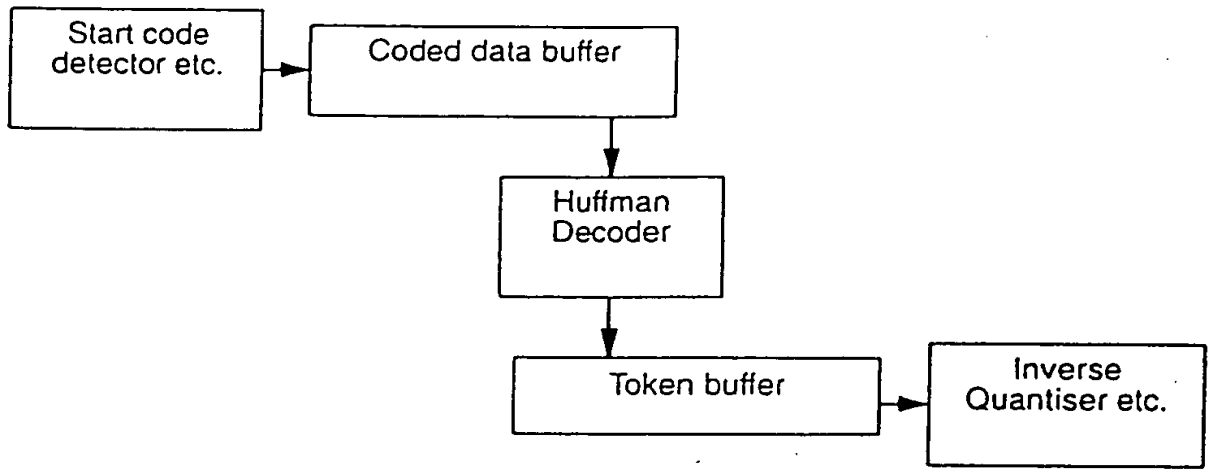 Start code
detector etc.
Coded data buffer
Huffman
Decoder
Token buffer
Inverse
Quantiser etc.